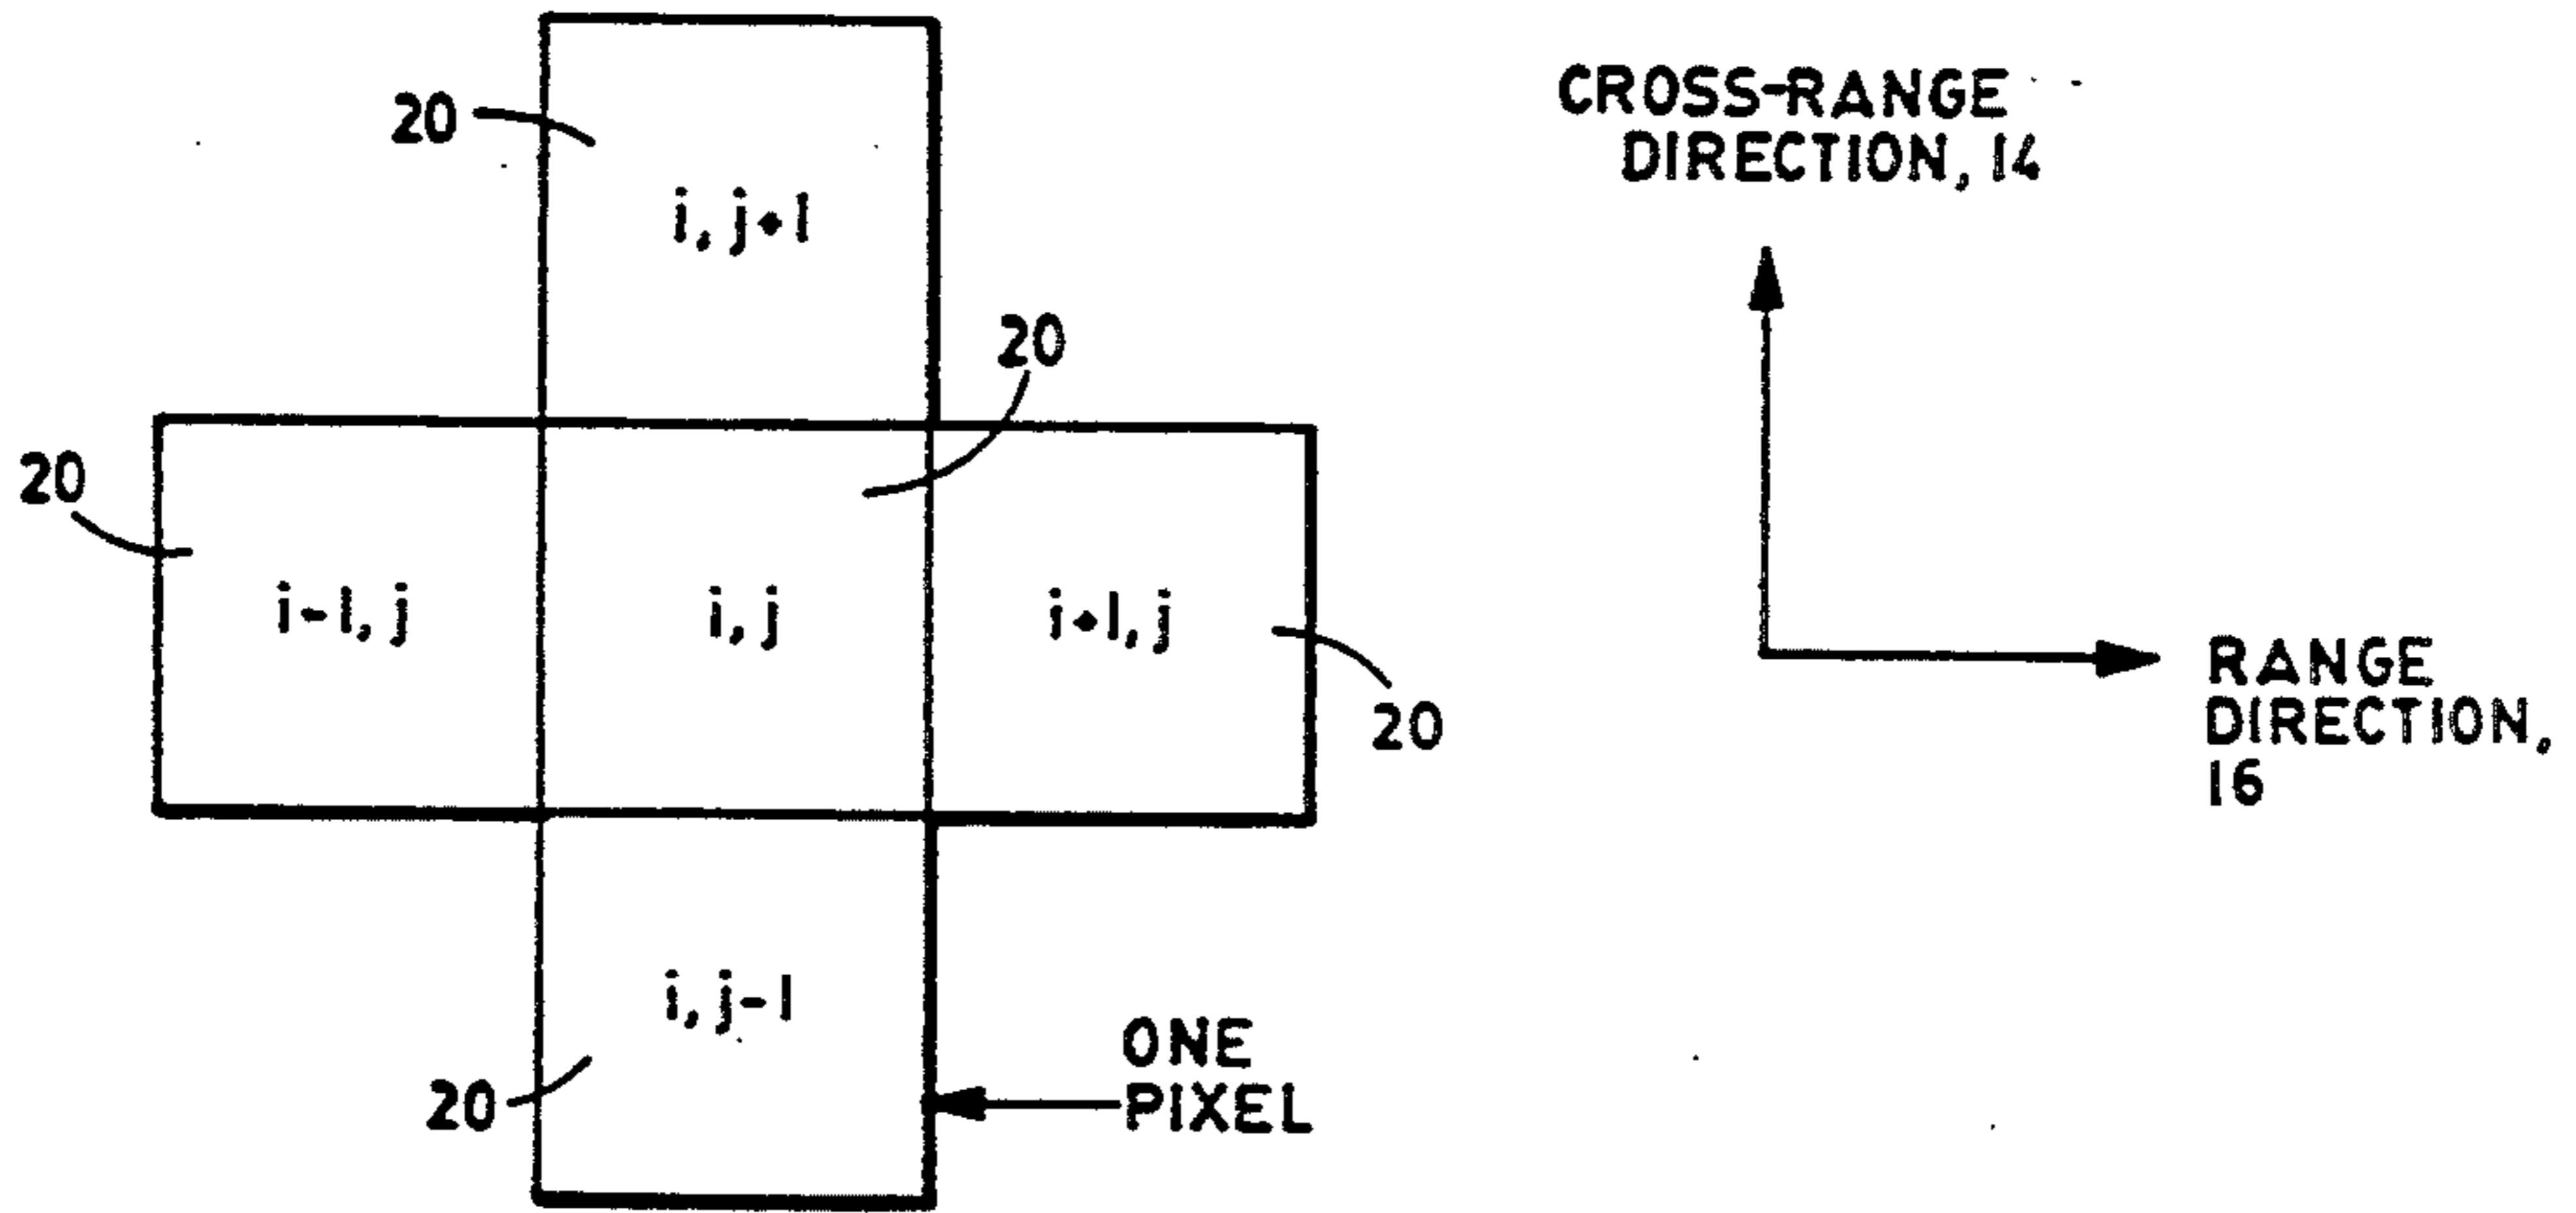 20
i, j+1
20
20
i-1, j
i, j
i+1, j
20
i, j-1
20
ONE
PIXEL
CROSS-RANGE
DIRECTION, 14
RANGE
DIRECTION,
16